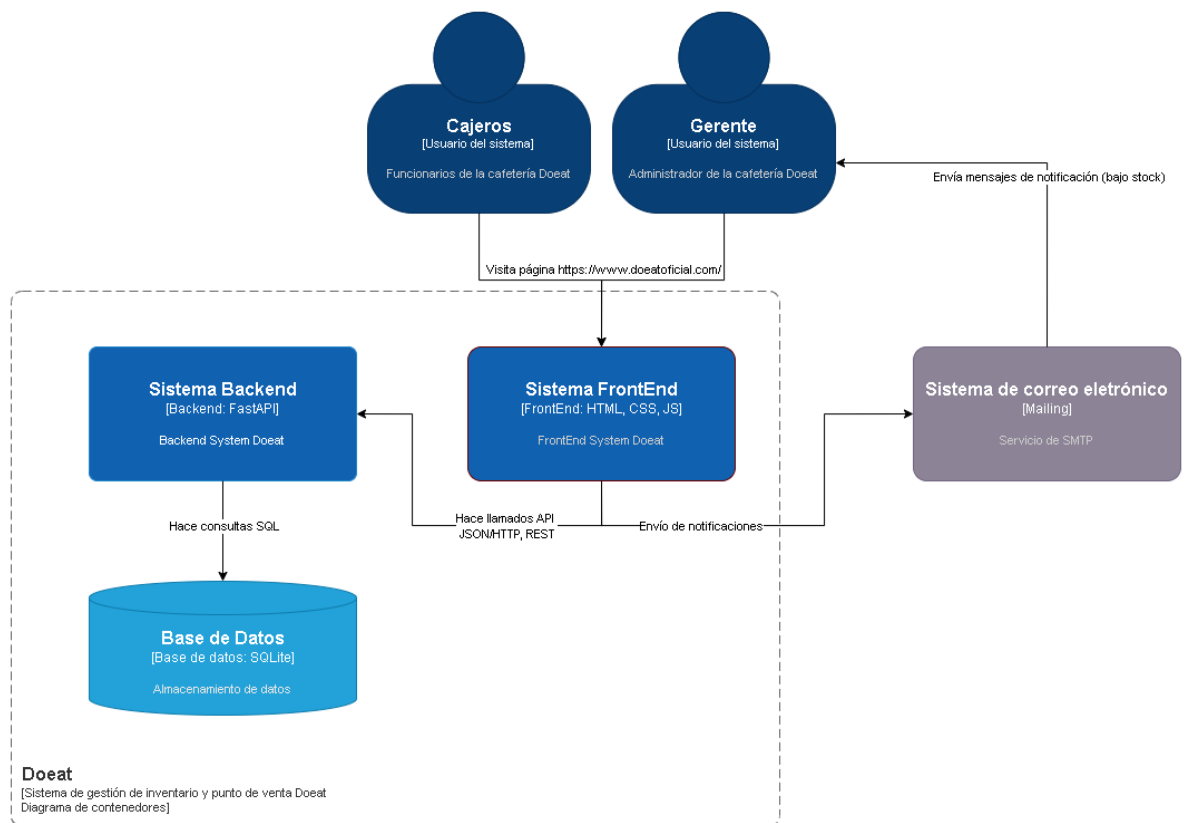 Cajeros
[Usuario del sistema]
Funcionarios de la cafetería Doeat
Gerente
[Usuario del sistema]
Administrador de la cafetería Doeat
Envía mensajes de notificación (bajo stock)
Visita página https://www.doeatoficial.com/
Sistema Backend
[Backend: FastAPI]
Backend System Doeat
Sistema FrontEnd
[FrontEnd: HTML, CSS, JS]
FrontEnd System Doeat
Sistema de correo eletrónico
[Mailing]
Servicio de SMTP
Hace consultas SQL
Hace llamados API
JSON/HTTP, REST
Envío de notificaciones
Base de Datos
[Base de datos: SQLite]
Almacenamiento de datos
Doeat
[Sistema de gestión de inventario y punto de venta Doeat
Diagrama de contenedores]